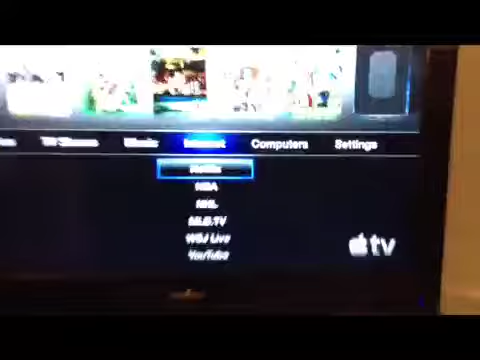 TV Shows Music Internet Computers Settings
Netflix
NBA
NHL
MLB.TV
WSJ Live
YouTube
tv